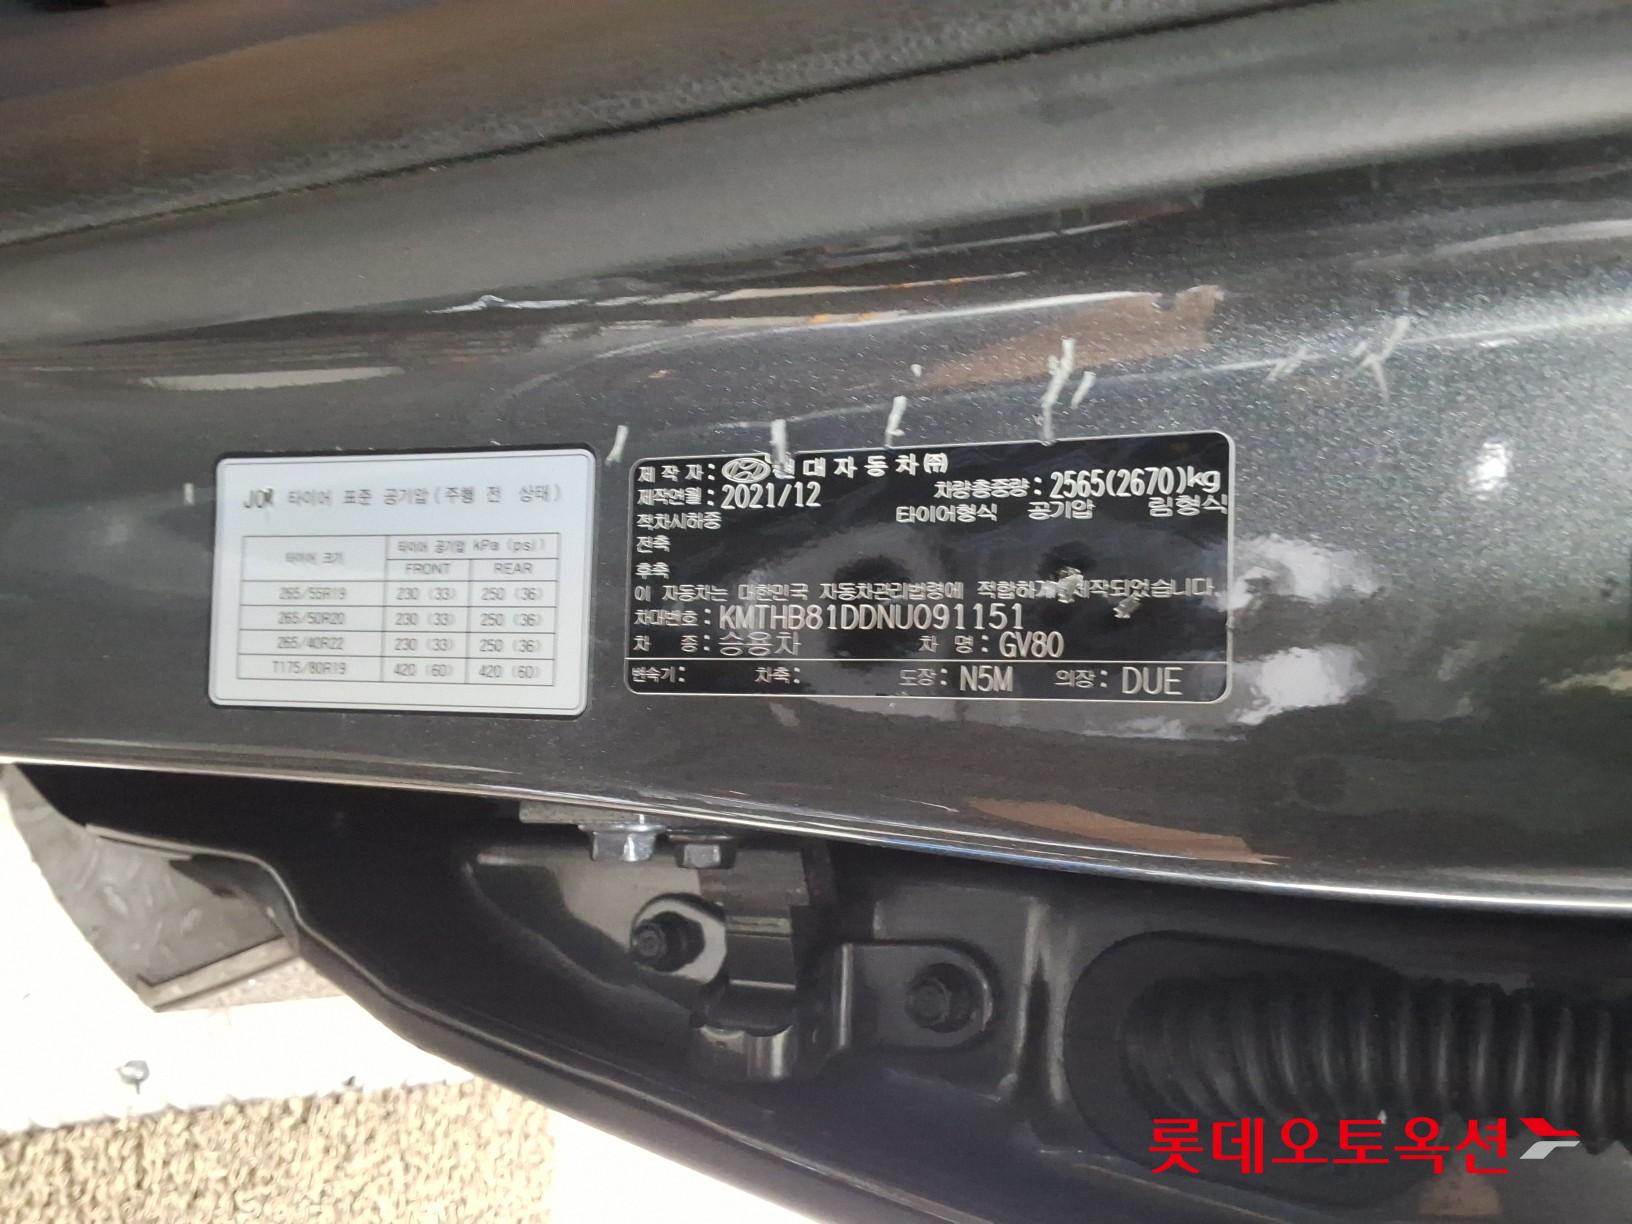 타이어 표준 공기압(주행 전 상태)
타이어 크기 타이어 공기압 kPa (psi)
FRONT REAR
265/55R19 230 (33) 250 (36)
265/50R20 230 (33) 250 (36)
265/40R22 230 (33) 250 (36)
T175/80R19 420 (60) 420 (60)
제 작 자 : 현대자동차㈜
제작연월 : 2021/12 차량총중량 : 2565(2670)kg
적차시하중 타이어형식 공기압 림형식
전축
후축
이 자동차는 대한민국 자동차관리법령에 적합하게 제작되었습니다.
차대번호 : KMTHB81DDNU091151
차 종 : 승용차 차 명 : GV80
변속기 : 차축 : 도장 : N5M 의장 : DUE
롯데오토옥션